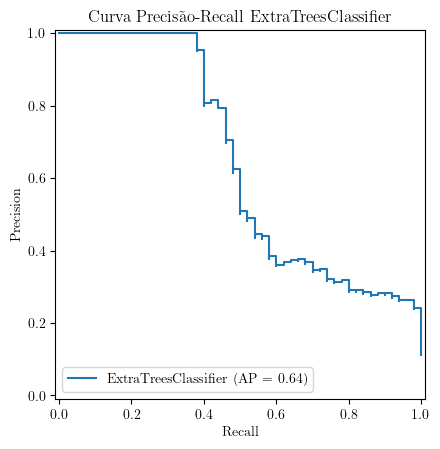 Curva Precisão-Recall ExtraTreesClassifier
1.0
0.8
0.6
0.4
0.2
0.0
Precision
ExtraTreesClassifier (AP = 0.64)
0.0 0.2 0.4 0.6 0.8 1.0
Recall